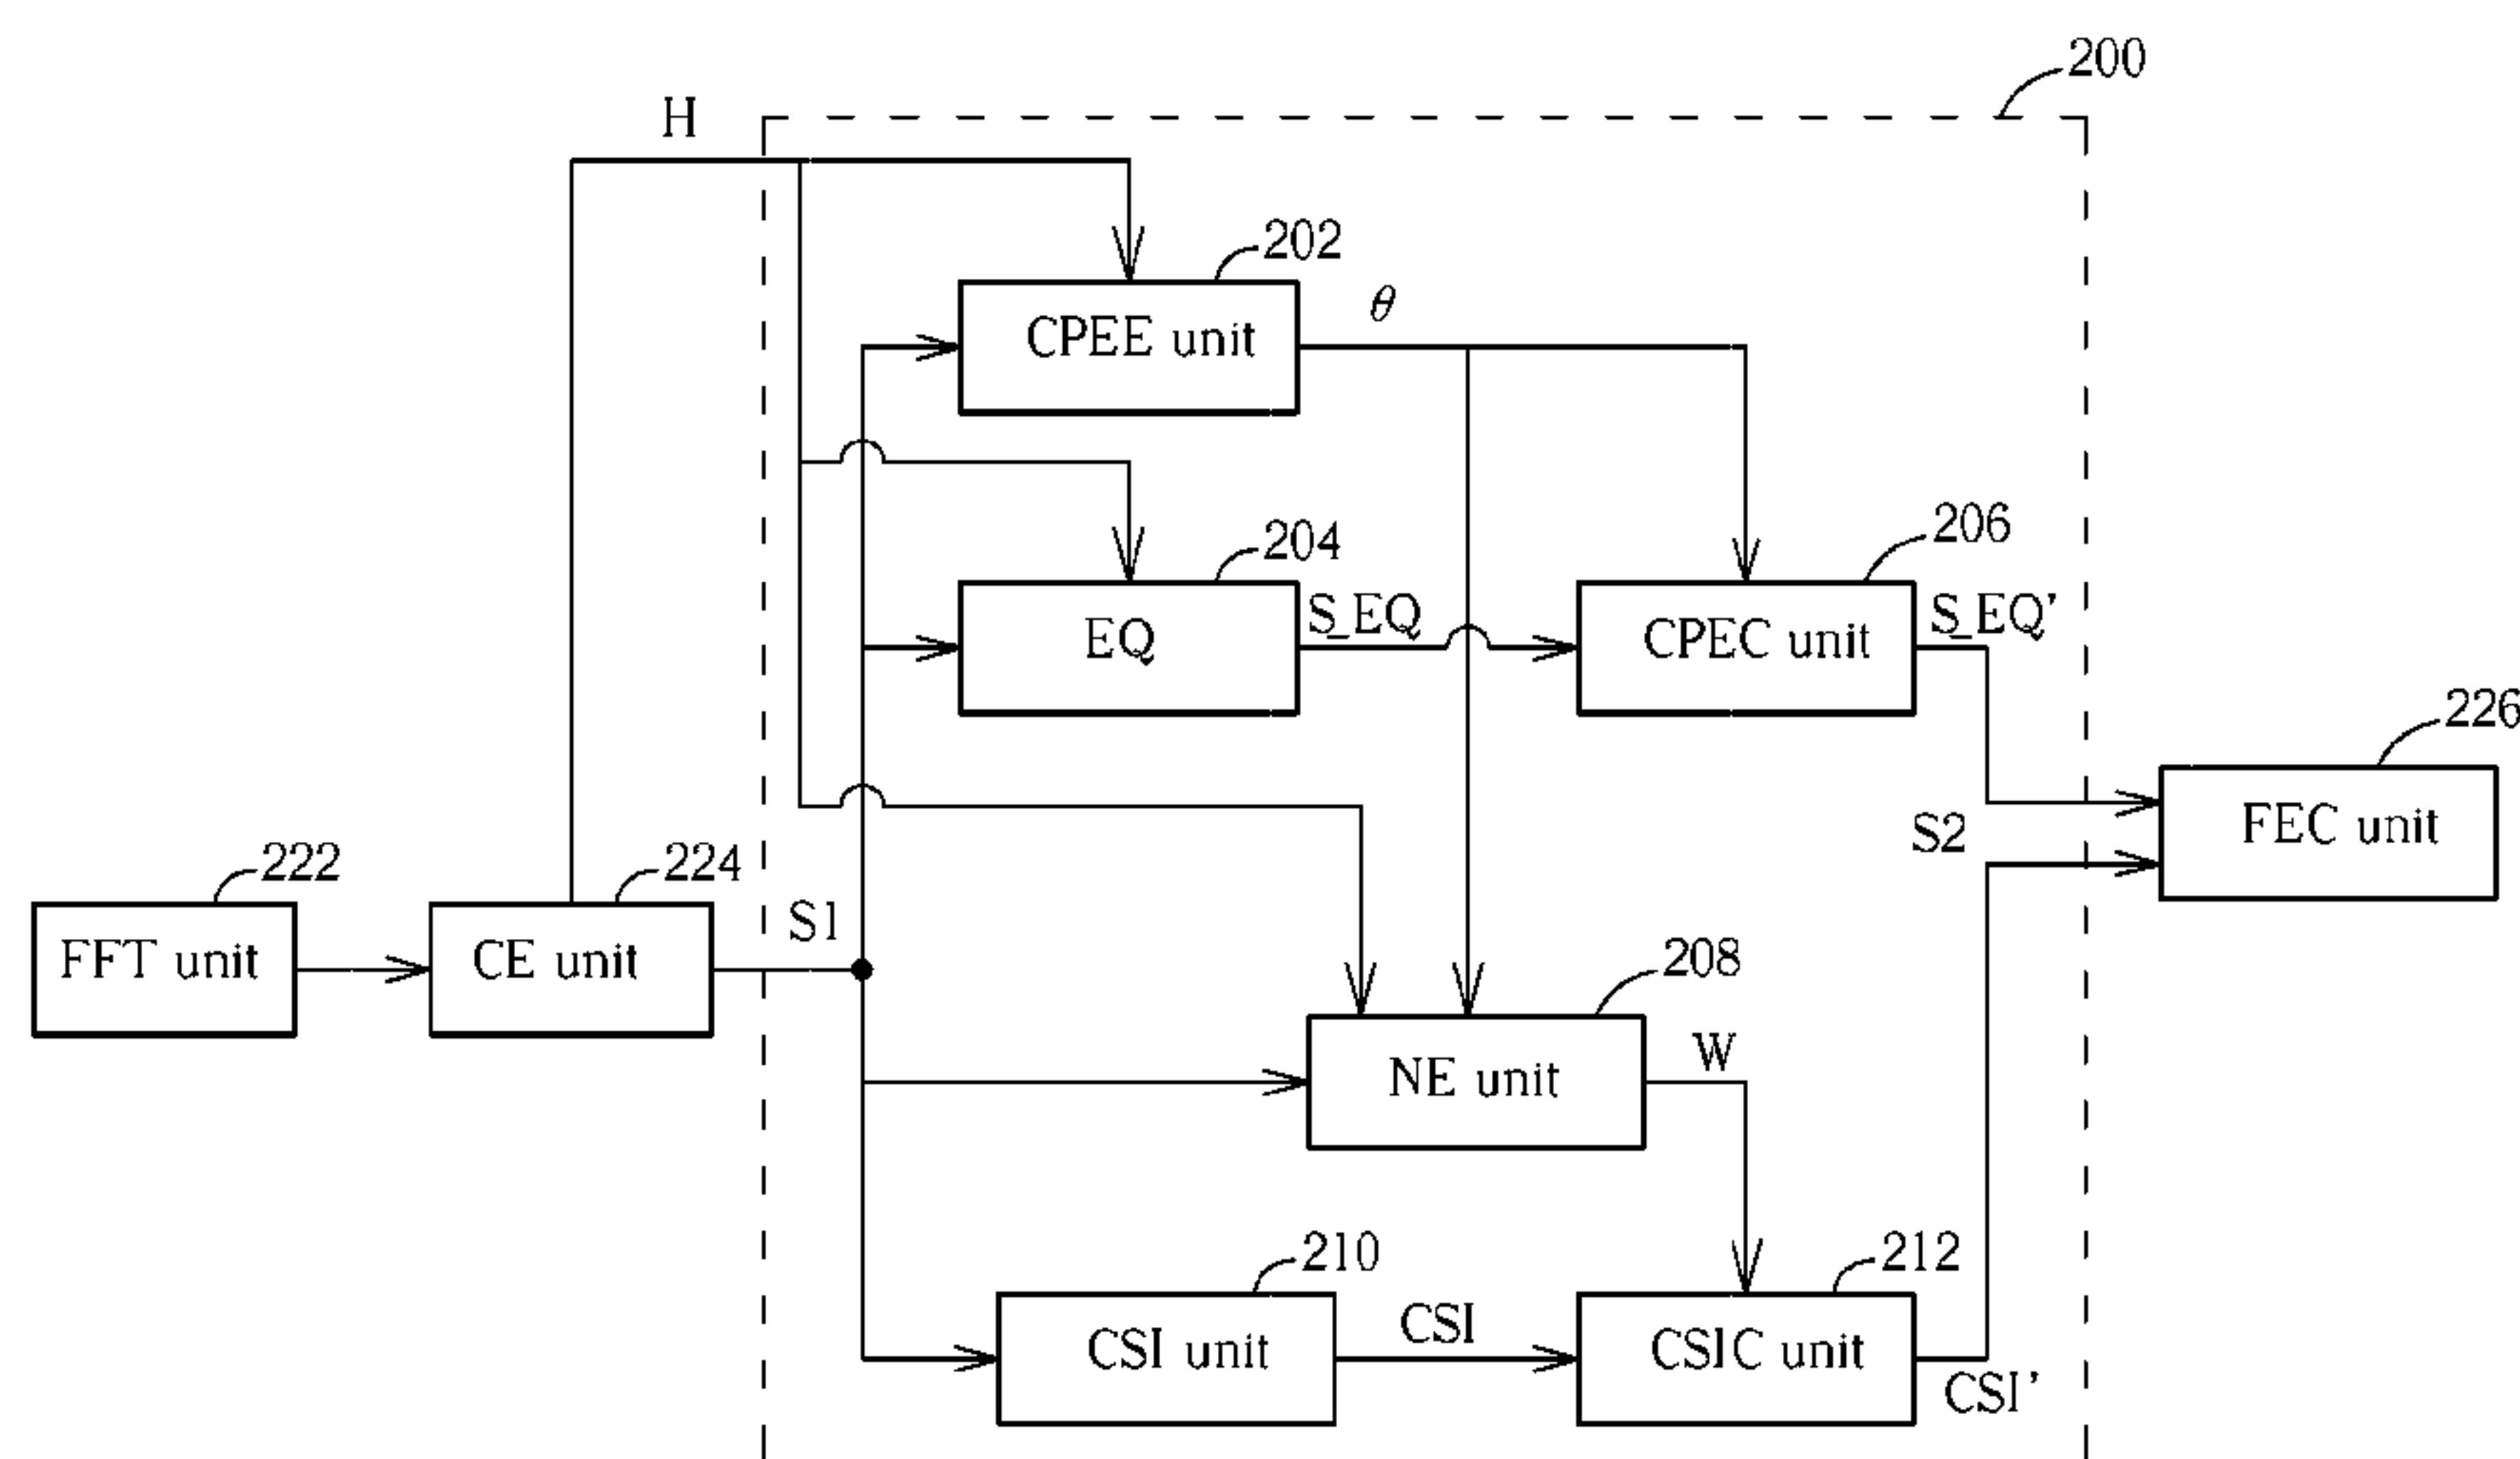 200
H
202
CPEE unit
θ
204
EQ
S_EQ
206
CPEC unit
S_EQ’
226
FEC unit
S2
222
FFT unit
224
CE unit
S1
208
NE unit
W
210
CSI unit
CSI
212
CSIC unit
CSI’